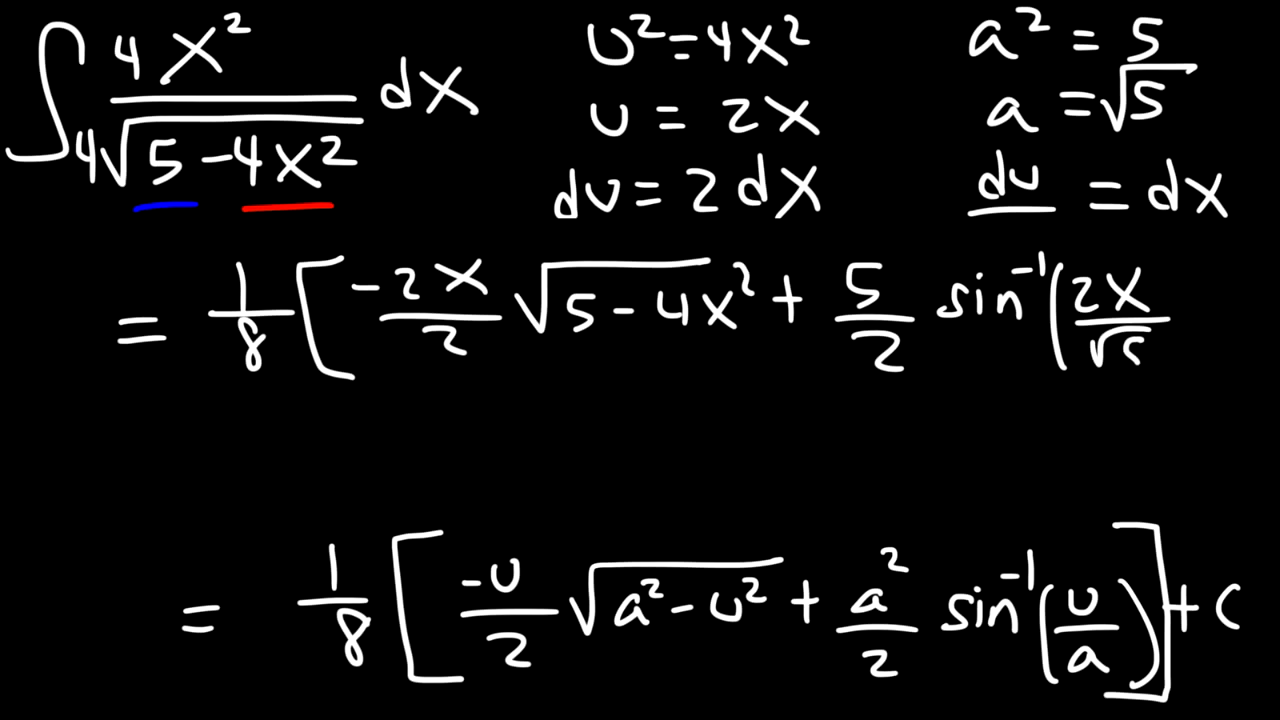 ∫ 4x² / 4√(5 - 4x²) dx
u² = 4x²
u = 2x
du = 2dx
a² = 5
a = √5
du = dx
= 1/8 [ -2x/2 √(5 - 4x²) + 5/2 sin⁻¹(2x/√5
= 1/8 [ -u/2 √(a² - u²) + a²/2 sin⁻¹(u/a) ] + C